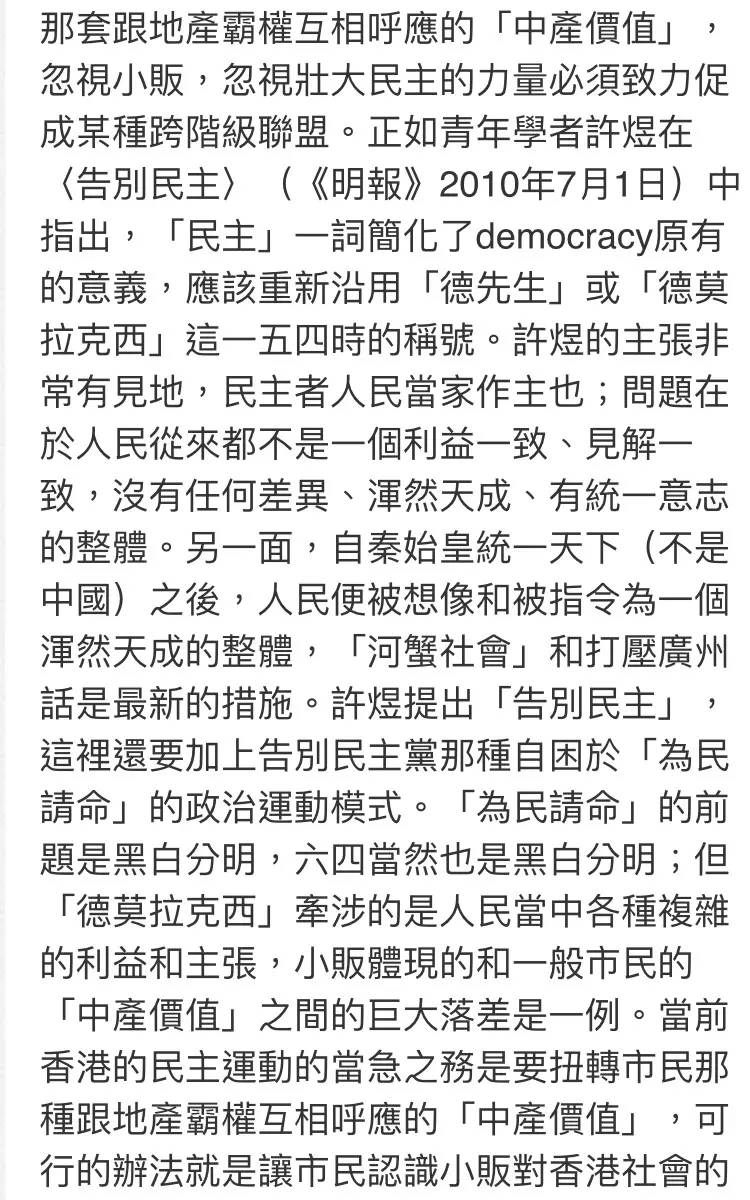 那套跟地產霸權互相呼應的「中產價值」，
忽視小販，忽視壯大民主的力量必須致力促
成某種跨階級聯盟。正如青年學者許煜在
〈告別民主〉（《明報》2010年7月1日）中
指出，「民主」一詞簡化了democracy原有
的意義，應該重新沿用「德先生」或「德莫
拉克西」這一五四時的稱號。許煜的主張非
常有見地，民主者人民當家作主也；問題在
於人民從來都不是一個利益一致、見解一
致，沒有任何差異、渾然天成、有統一意志
的整體。另一面，自秦始皇統一天下（不是
中國）之後，人民便被想像和被指令為一個
渾然天成的整體，「河蟹社會」和打壓廣州
話是最新的措施。許煜提出「告別民主」，
這裡還要加上告別民主黨那種自困於「為民
請命」的政治運動模式。「為民請命」的前
題是黑白分明，六四當然也是黑白分明；但
「德莫拉克西」牽涉的是人民當中各種複雜
的利益和主張，小販體現的和一般市民的
「中產價值」之間的巨大落差是一例。當前
香港的民主運動的當急之務是要扭轉市民那
種跟地產霸權互相呼應的「中產價值」，可
行的辦法就是讓市民認識小販對香港社會的